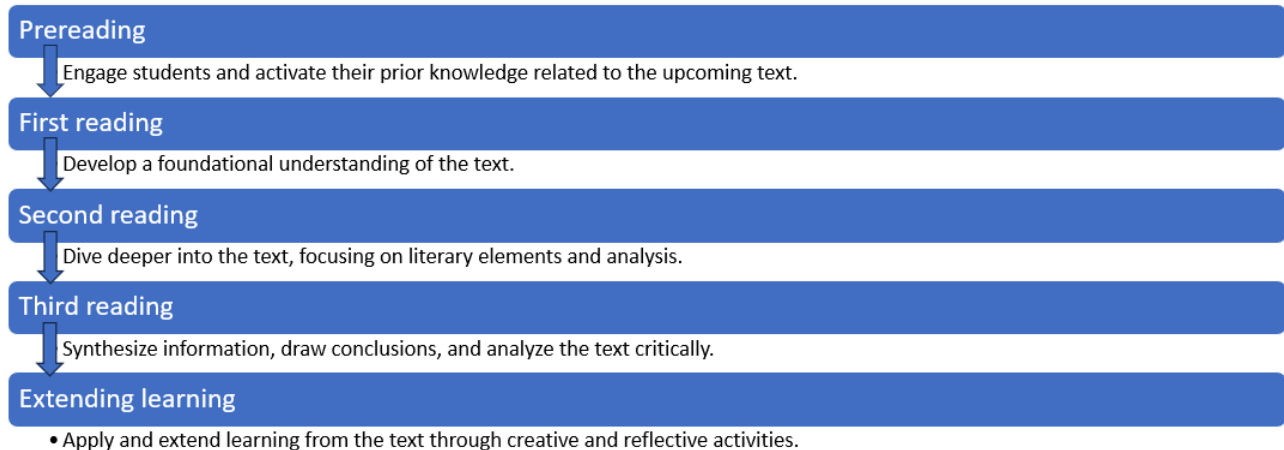 Prereading
Engage students and activate their prior knowledge related to the upcoming text.
First reading
Develop a foundational understanding of the text.
Second reading
Dive deeper into the text, focusing on literary elements and analysis.
Third reading
Synthesize information, draw conclusions, and analyze the text critically.
Extending learning
• Apply and extend learning from the text through creative and reflective activities.